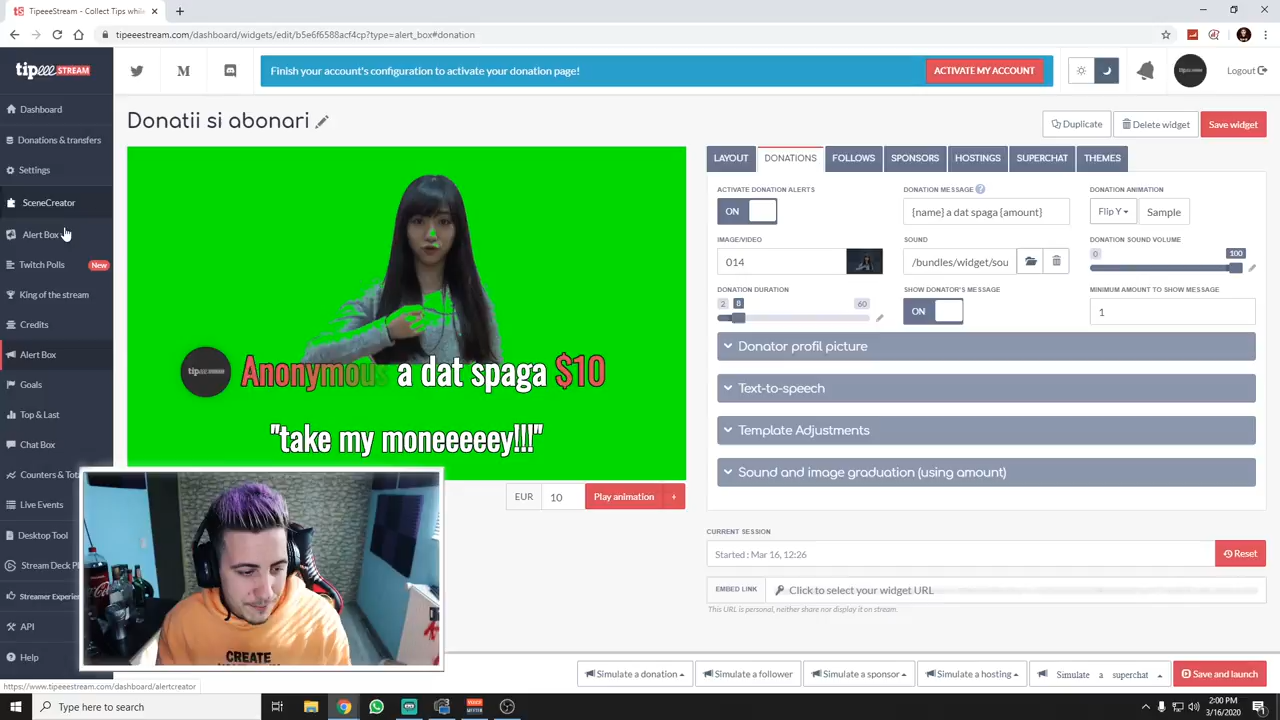 TipeeeStream
tipeeestream.com/dashboard/widgets/edit/b5e6f6588acf4cp?type=alert_box#donation
tipeee STREAM
Finish your account's configuration to activate your donation page!
ACTIVATE MY ACCOUNT
Logout
Donatii si abonari
Duplicate
Delete widget
Save widget
Dashboard
Donations & transfers
Settings
SceneCreator
Alert Box
Twitch Polls New
King of the stream
Credits
Alert Box
Goals
Top & Last
Chat Box
Counters & Tota
Live Events
Desktop Tool
Stream Deck Pl
Streamer Experien
API
Help
LAYOUT DONATIONS FOLLOWS SPONSORS HOSTINGS SUPERCHAT THEMES
ACTIVATE DONATION ALERTS
ON
DONATION MESSAGE
{name} a dat spaga {amount}
DONATION ANIMATION
Flip Y Sample
IMAGE/VIDEO
014
SOUND
/bundles/widget/sou
DONATION SOUND VOLUME
0 100
DONATION DURATION
2 8 60
SHOW DONATOR'S MESSAGE
ON
MINIMUM AMOUNT TO SHOW MESSAGE
1
Donator profil picture
Text-to-speech
Template Adjustments
Sound and image graduation (using amount)
Anonymous a dat spaga $10
"take my moneeeeey!!!"
EUR 10 Play animation +
CURRENT SESSION
Started : Mar 16, 12:26
Reset
EMBED LINK Click to select your widget URL
This URL is personal, neither share nor display it on stream.
CREATE
Simulate a donation
Simulate a follower
Simulate a sponsor
Simulate a hosting
Simulate a superchat
Save and launch
https://www.tipeeestream.com/dashboard/alertcreator
Type here to search
2:00 PM
3/16/2020